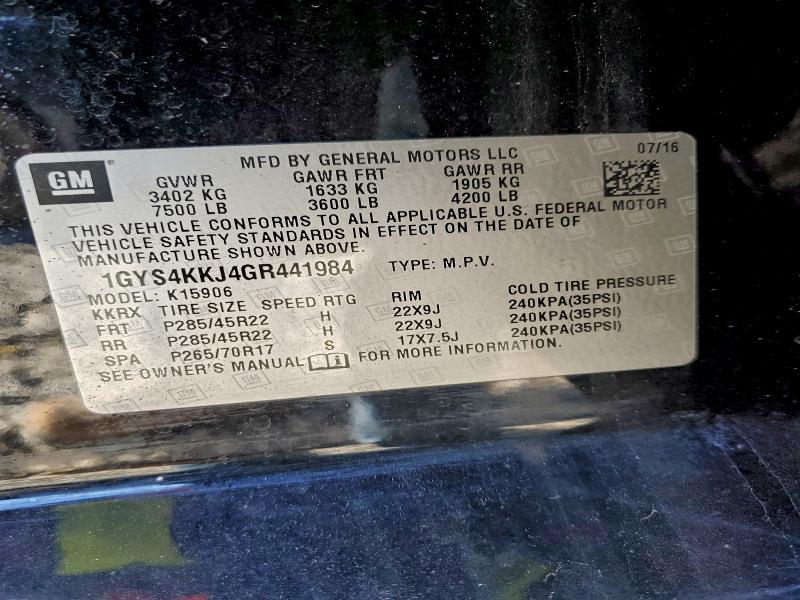 GM
MFD BY GENERAL MOTORS LLC 07/16
GVWR GAWR FRT GAWR RR
3402 KG 1633 KG 1905 KG
7500 LB 3600 LB 4200 LB
THIS VEHICLE CONFORMS TO ALL APPLICABLE U.S. FEDERAL MOTOR
VEHICLE SAFETY STANDARDS IN EFFECT ON THE DATE OF
MANUFACTURE SHOWN ABOVE.
1GYS4KKJ4GR441984 TYPE: M.P.V.
MODEL: K15906
KKRX TIRE SIZE SPEED RTG RIM COLD TIRE PRESSURE
FRT P285/45R22 H 22X9J 240KPA(35PSI)
RR P285/45R22 H 22X9J 240KPA(35PSI)
SPA P265/70R17 S 17X7.5J 240KPA(35PSI)
SEE OWNER'S MANUAL FOR MORE INFORMATION.